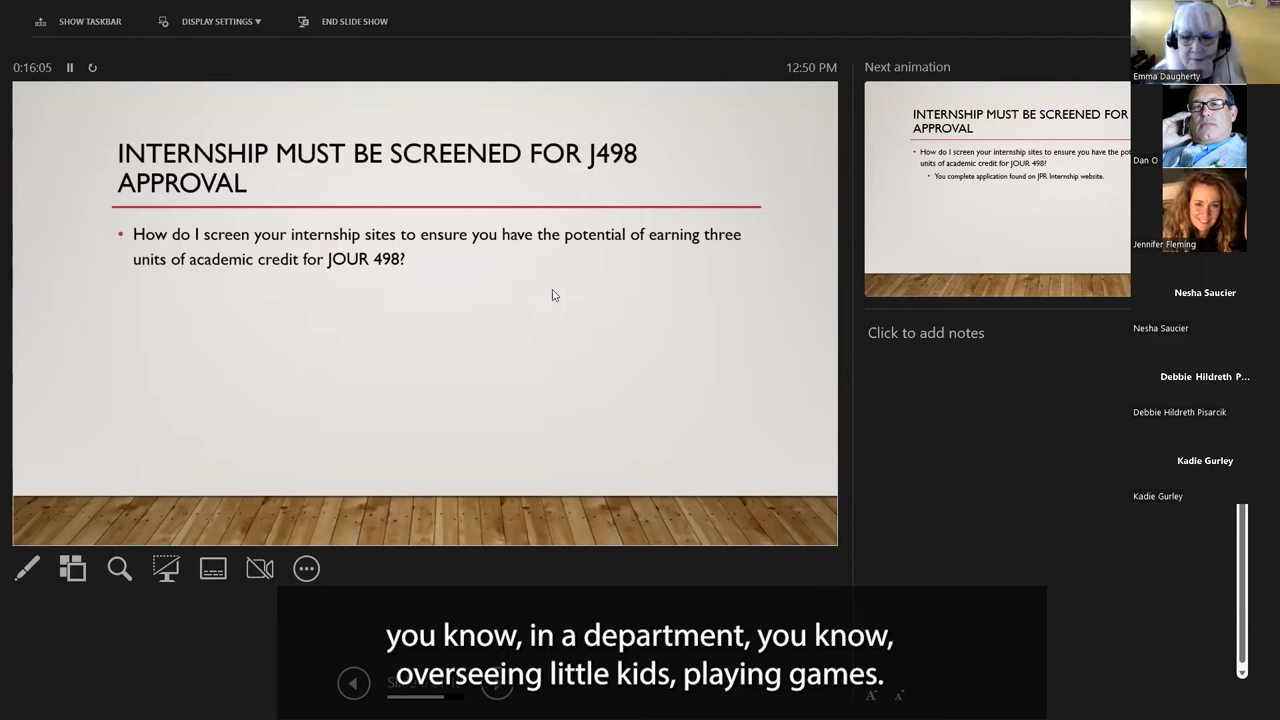 SHOW TASKBAR
DISPLAY SETTINGS
END SLIDE SHOW
0:16:05
12:50 PM
INTERNSHIP MUST BE SCREENED FOR J498
APPROVAL
• How do I screen your internship sites to ensure you have the potential of earning three
units of academic credit for JOUR 498?
Next animation
INTERNSHIP MUST BE SCREENED FOR
APPROVAL
• How do I screen your internship sites to ensure you have the
units of academic credit for JOUR 498?
• You complete application found on JPR Internship website.
Click to add notes
Emma Daugherty
Dan O
Jennifer Fleming
Nesha Saucier
Nesha Saucier
Debbie Hildreth P...
Debbie Hildreth Pisarcik
Kadie Gurley
Kadie Gurley
you know, in a department, you know,
overseeing little kids, playing games.